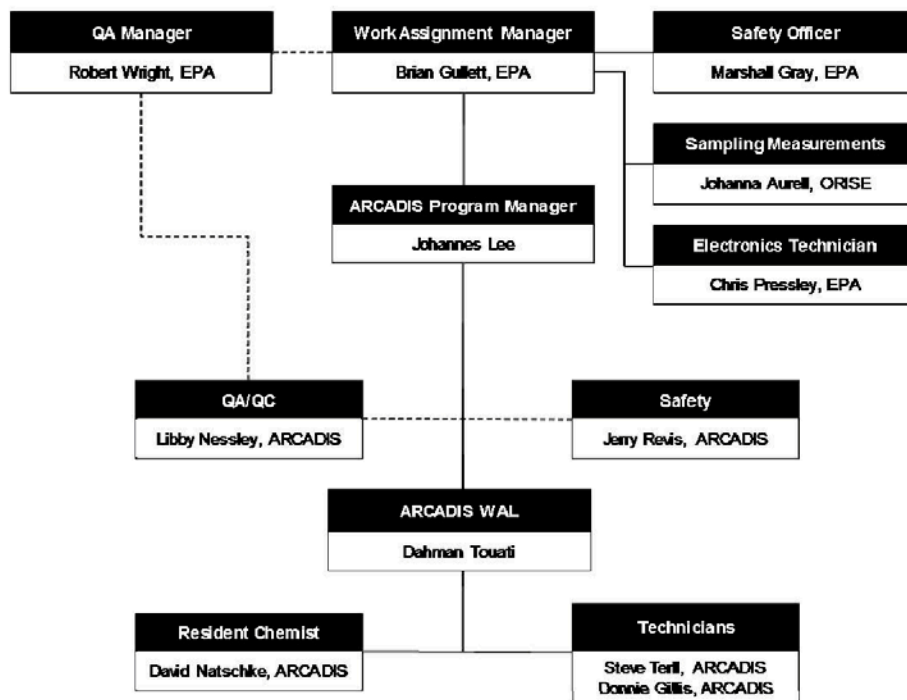 QA Manager
Robert Wright, EPA
Work Assignment Manager
Brian Gullett, EPA
Safety Officer
Marshall Gray, EPA
Sampling Measurements
Johanna Aurell, ORISE
ARCADIS Program Manager
Johannes Lee
Electronics Technician
Chris Pressley, EPA
QA/QC
Libby Nessley, ARCADIS
Safety
Jerry Revis, ARCADIS
ARCADIS WAL
Dahman Touati
Resident Chemist
David Natschke, ARCADIS
Technicians
Steve Terll, ARCADIS
Donnie Gillis, ARCADIS